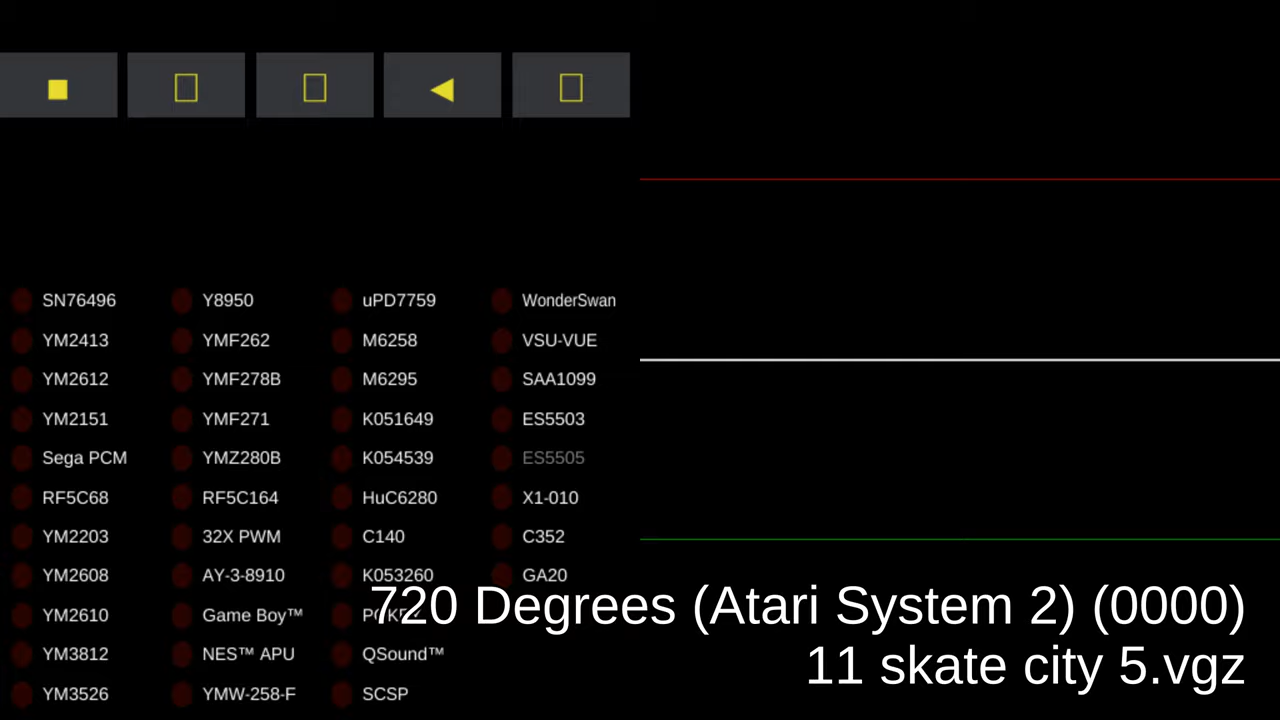 SN76496 Y8950 uPD7759 WonderSwan
YM2413 YMF262 M6258 VSU-VUE
YM2612 YMF278B M6295 SAA1099
YM2151 YMF271 K051649 ES5503
Sega PCM YMZ280B K054539 ES5505
RF5C68 RF5C164 HuC6280 X1-010
YM2203 32X PWM C140 C352
YM2608 AY-3-8910 K053260 GA20
YM2610 Game Boy™
YM3812 NES™ APU QSound™
YM3526 YMW-258-F SCSP
720 Degrees (Atari System 2) (0000)
11 skate city 5.vgz